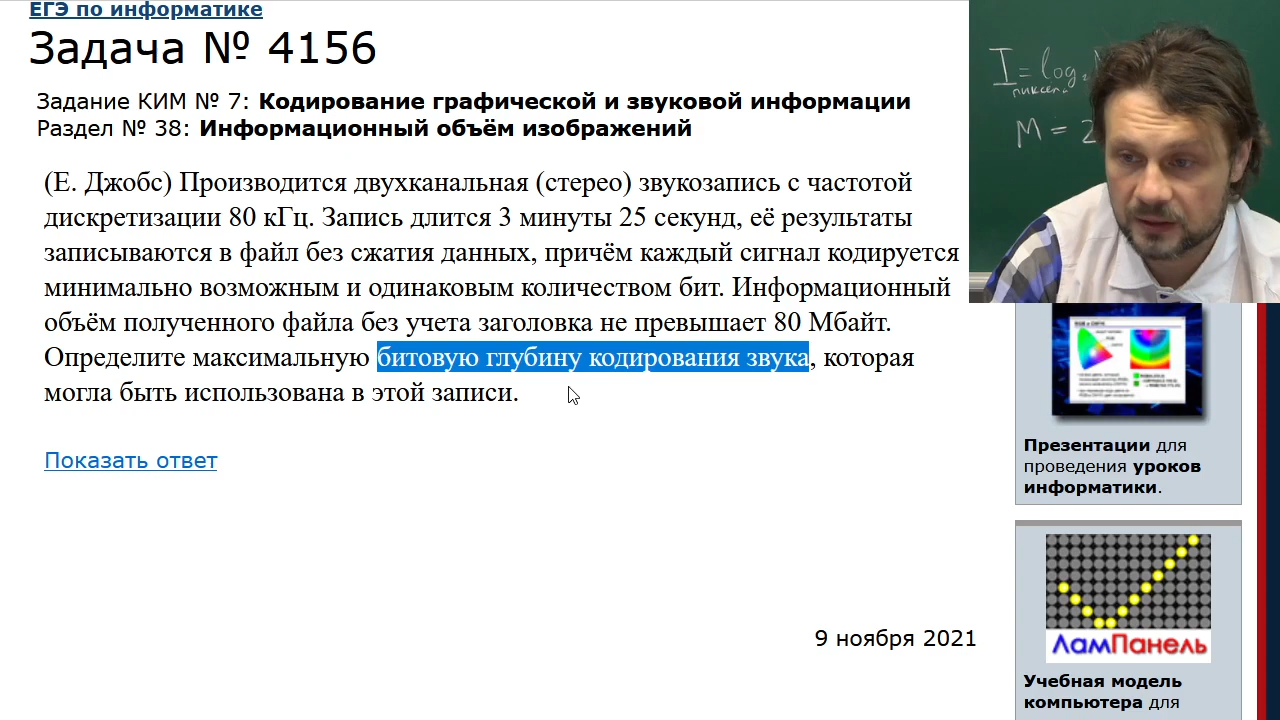 ЕГЭ по информатике
Задача № 4156
Задание КИМ № 7: Кодирование графической и звуковой информации
Раздел № 38: Информационный объём изображений
(Е. Джобс) Производится двухканальная (стерео) звукозапись с частотой
дискретизации 80 кГц. Запись длится 3 минуты 25 секунд, её результаты
записываются в файл без сжатия данных, причём каждый сигнал кодируется
минимально возможным и одинаковым количеством бит. Информационный
объём полученного файла без учета заголовка не превышает 80 Мбайт.
Определите максимальную битовую глубину кодирования звука, которая
могла быть использована в этой записи.
Показать ответ
9 ноября 2021
I = log₂
пиксель
M = 2
Презентации для
проведения уроков
информатики.
ЛамПанель
Учебная модель
компьютера для